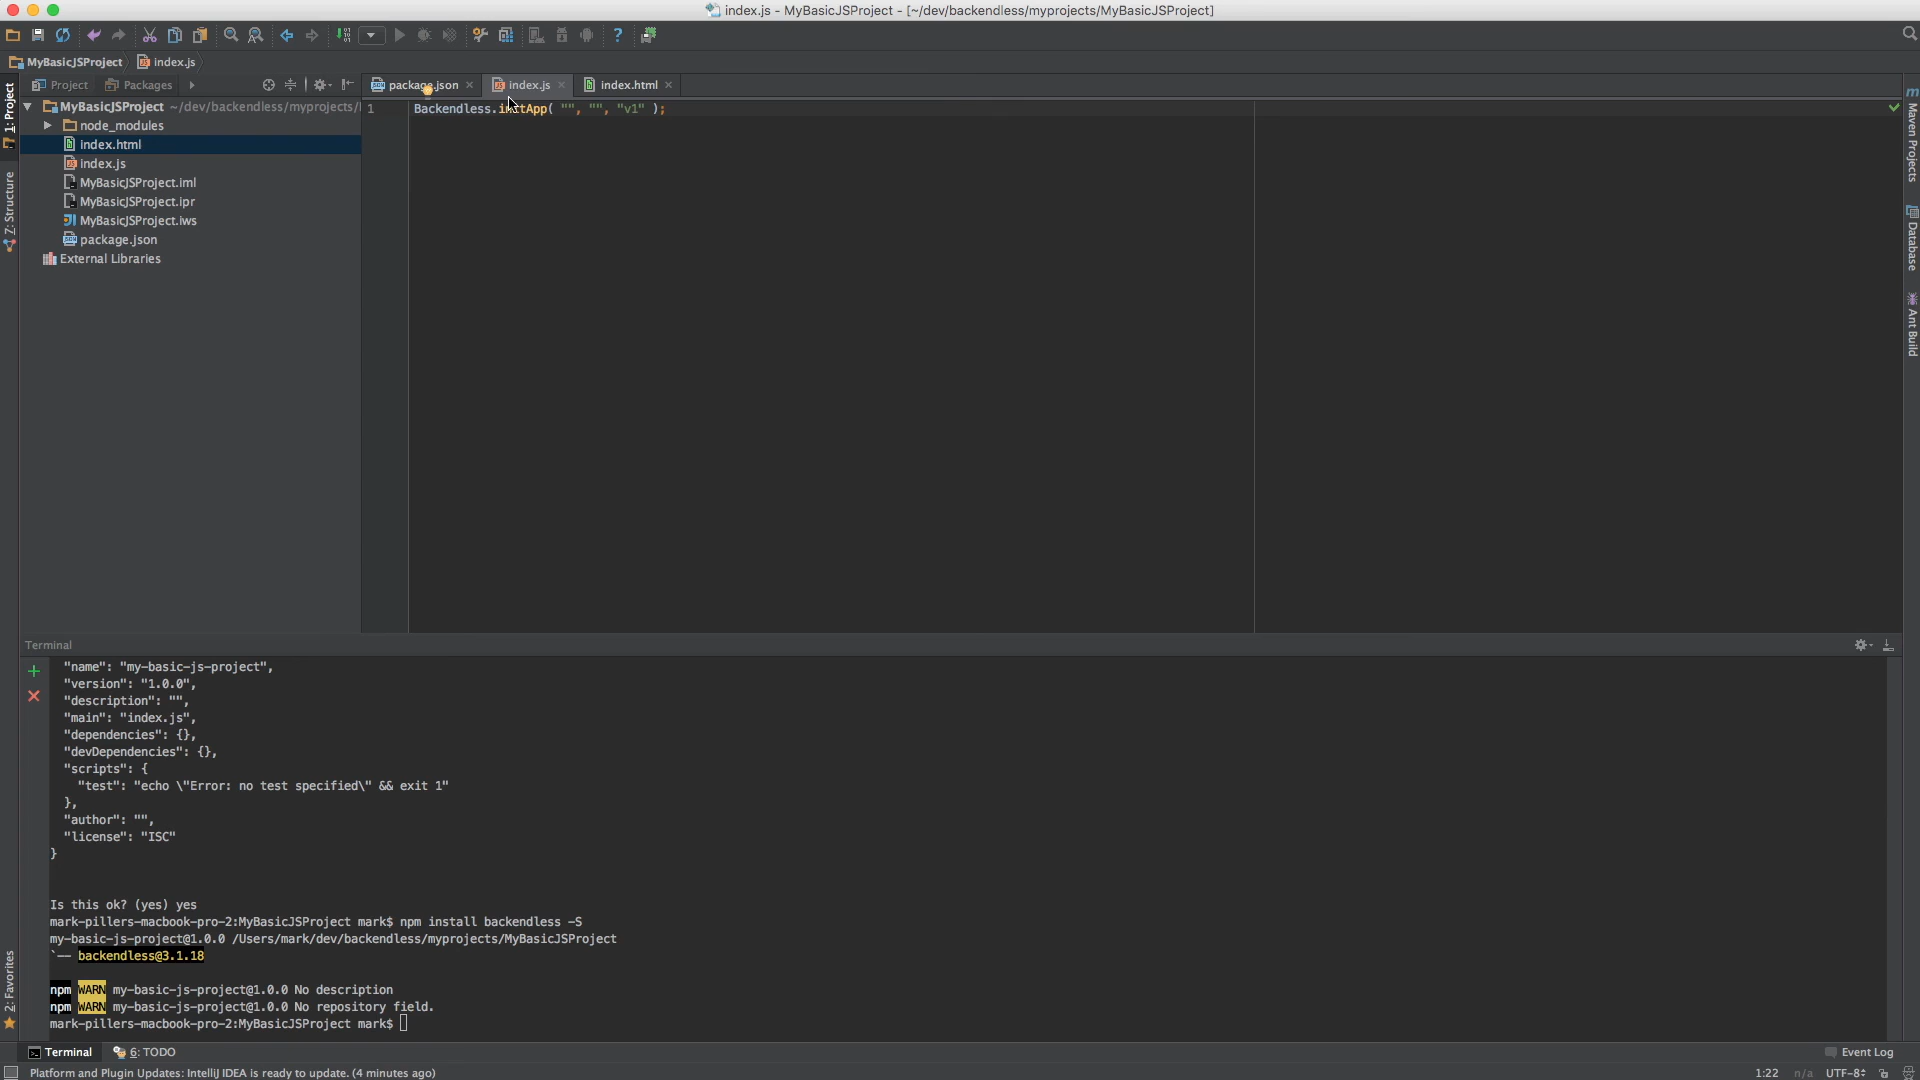 index.js - MyBasicJSProject - [~/dev/backendless/myprojects/MyBasicJSProject]
MyBasicJSProject
index.js
Project
Packages
package.json
index.js
index.html
MyBasicJSProject ~/dev/backendless/myprojects/
node_modules
index.html
index.js
MyBasicJSProject.iml
MyBasicJSProject.ipr
MyBasicJSProject.iws
package.json
External Libraries
1: Project
Z: Structure
2: Favorites
1
Backendless.initApp( "", "", "v1" );
Maven Projects
Database
Ant Build
Terminal
"name": "my-basic-js-project",
"version": "1.0.0",
"description": "",
"main": "index.js",
"dependencies": {},
"devDependencies": {},
"scripts": {
"test": "echo \"Error: no test specified\" && exit 1"
},
"author": "",
"license": "ISC"
}
Is this ok? (yes) yes
mark-pillers-macbook-pro-2:MyBasicJSProject mark$ npm install backendless -S
my-basic-js-project@1.0.0 /Users/mark/dev/backendless/myprojects/MyBasicJSProject
`── backendless@3.1.18
npm WARN my-basic-js-project@1.0.0 No description
npm WARN my-basic-js-project@1.0.0 No repository field.
mark-pillers-macbook-pro-2:MyBasicJSProject mark$
Terminal
6: TODO
Event Log
Platform and Plugin Updates: IntelliJ IDEA is ready to update. (4 minutes ago)
1:22
n/a
UTF-8